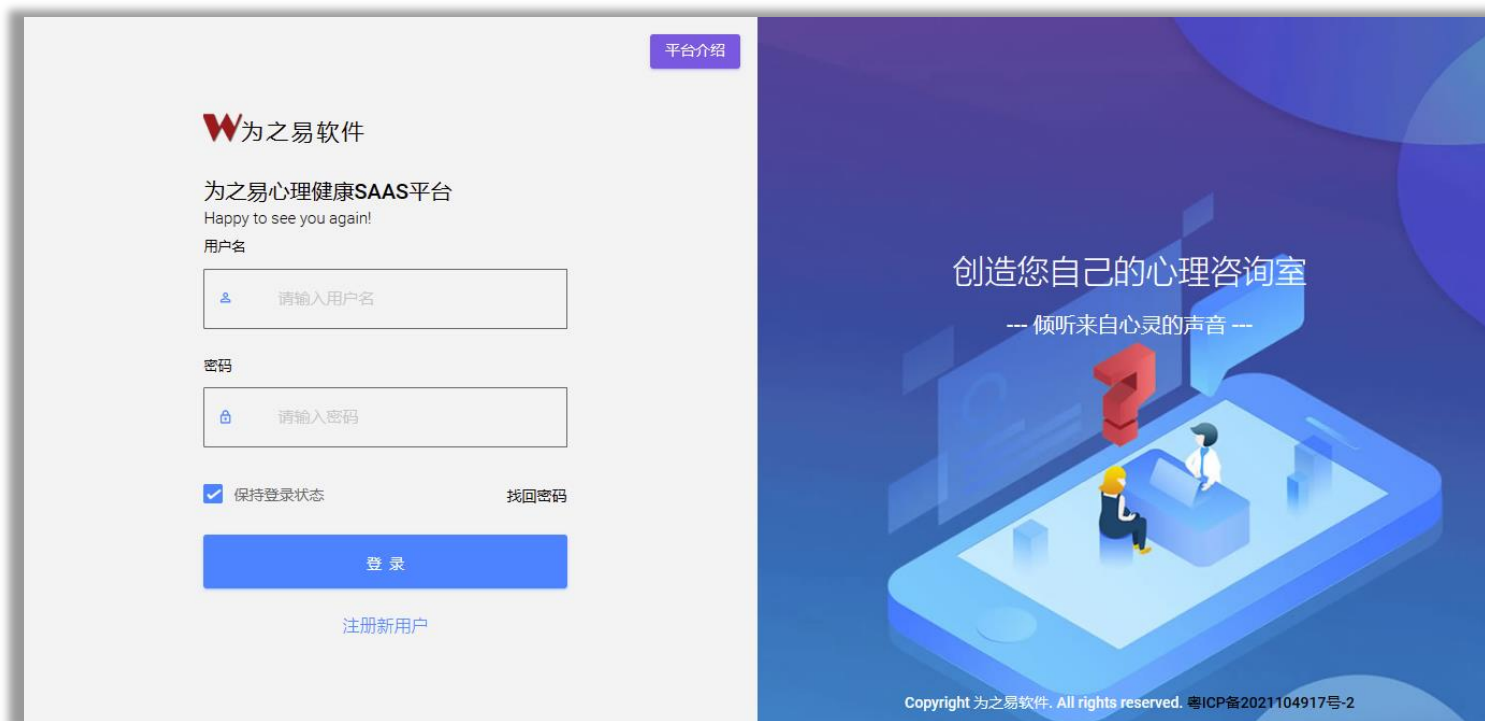 平台介绍
W为之易软件
为之易心理健康SAAS平台
Happy to see you again!
用户名
请输入用户名
密码
请输入密码
保持登录状态 找回密码
登 录
注册新用户
创造您自己的心理咨询室
--- 倾听来自心灵的声音 ---
Copyright 为之易软件. All rights reserved. 粤ICP备2021104917号-2